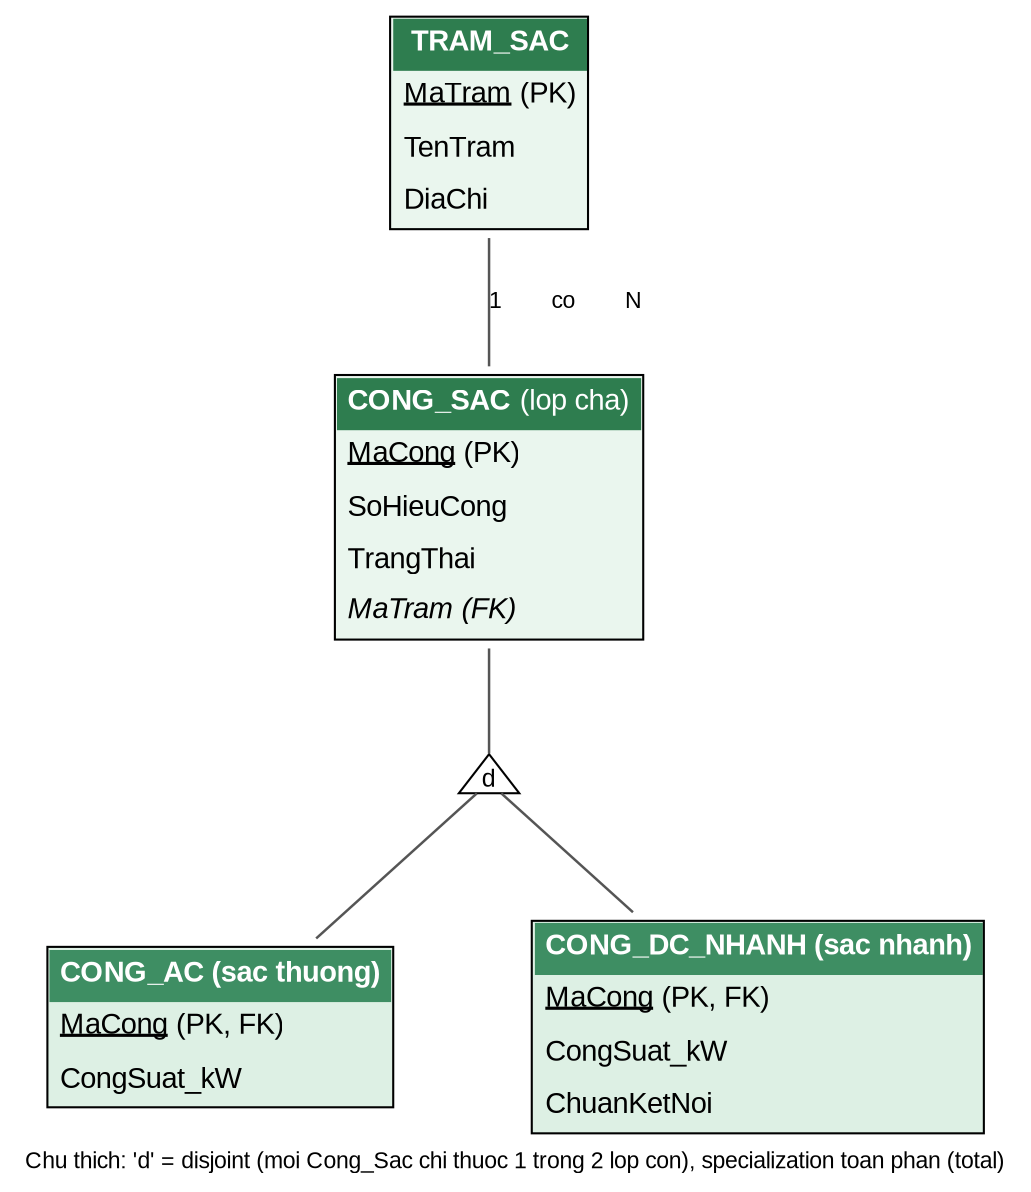 TRAM_SAC
MaTram (PK)
TenTram
DiaChi
1 co N
CONG_SAC (lop cha)
MaCong (PK)
SoHieuCong
TrangThai
MaTram (FK)
d
CONG_AC (sac thuong)
MaCong (PK, FK)
CongSuat_kW
CONG_DC_NHANH (sac nhanh)
MaCong (PK, FK)
CongSuat_kW
ChuanKetNoi
Chu thich: 'd' = disjoint (moi Cong_Sac chi thuoc 1 trong 2 lop con), specialization toan phan (total)